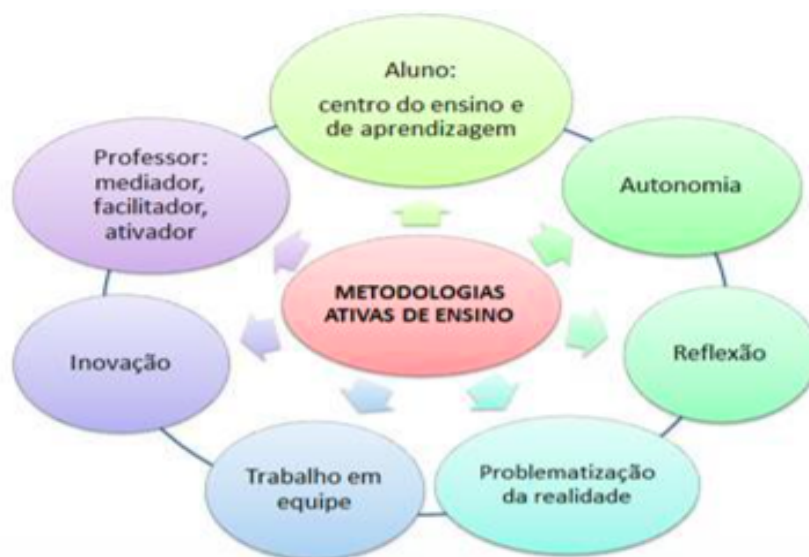 Aluno:
centro do ensino e
de aprendizagem
Autonomia
Reflexão
Problematização
da realidade
Trabalho em
equipe
Inovação
Professor:
mediador,
facilitador,
ativador
METODOLOGIAS
ATIVAS DE ENSINO